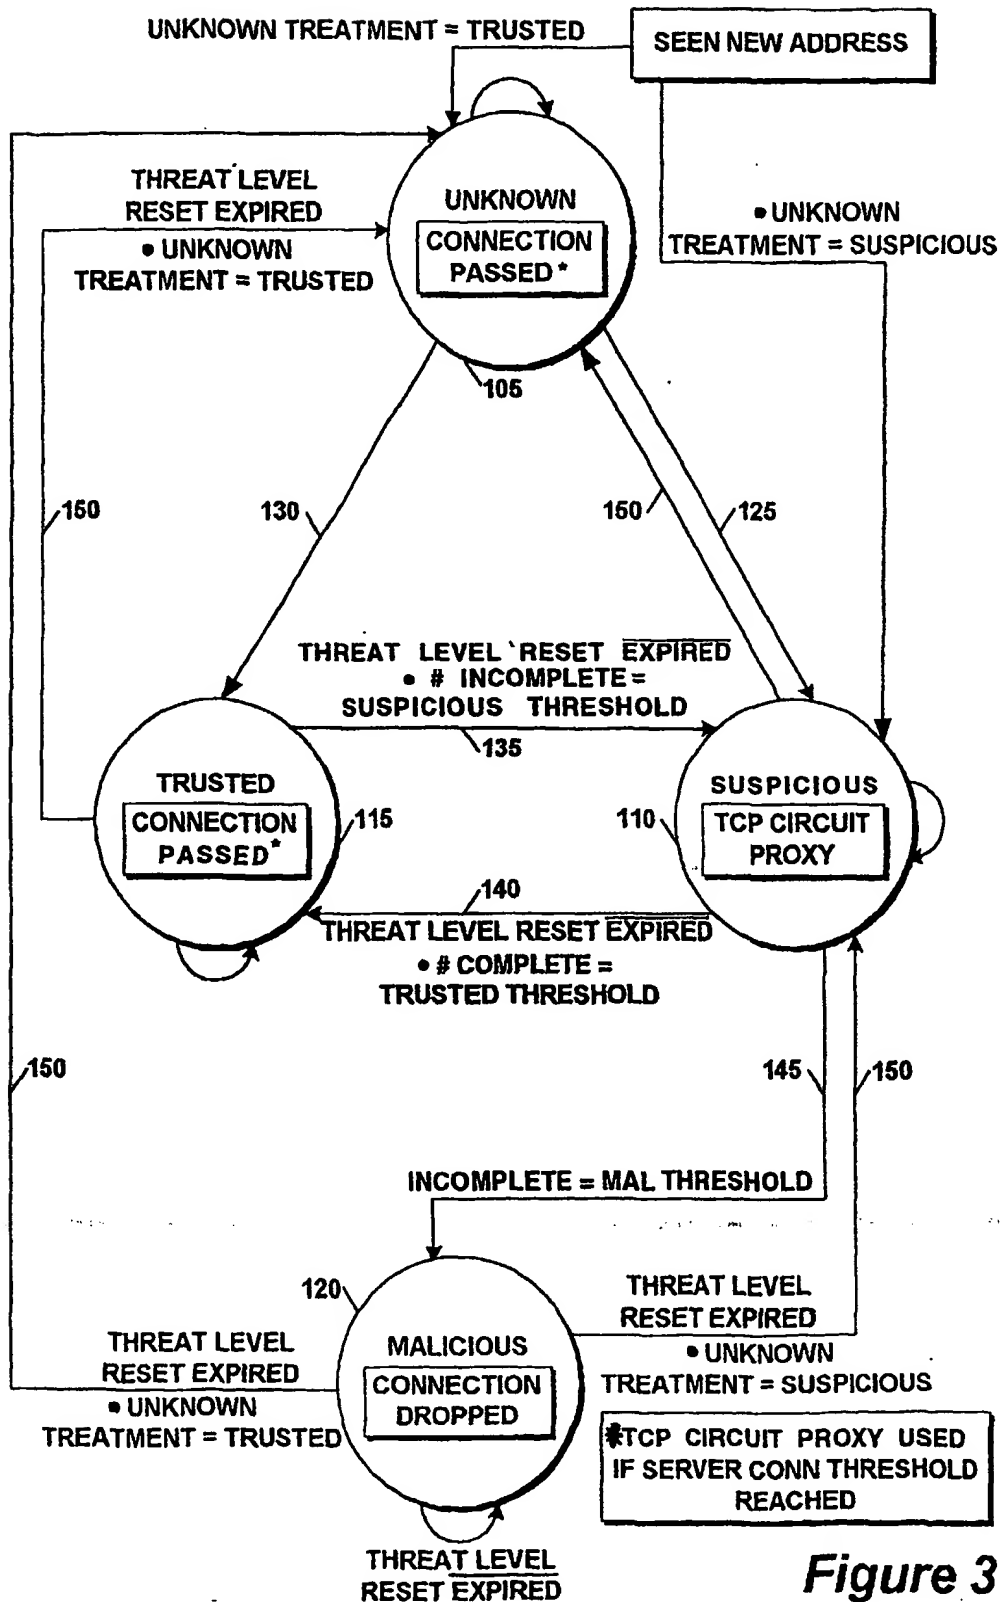 UNKNOWN TREATMENT = TRUSTED
SEEN NEW ADDRESS
THREAT LEVEL
RESET EXPIRED
• UNKNOWN
TREATMENT = TRUSTED
UNKNOWN
CONNECTION
PASSED*
• UNKNOWN
TREATMENT = SUSPICIOUS
105
150
130
150
125
THREAT LEVEL RESET EXPIRED
• # INCOMPLETE =
SUSPICIOUS THRESHOLD
135
TRUSTED
CONNECTION
PASSED*
115
110
SUSPICIOUS
TCP CIRCUIT
PROXY
140
THREAT LEVEL RESET EXPIRED
• # COMPLETE =
TRUSTED THRESHOLD
150
145
150
INCOMPLETE = MAL THRESHOLD
120
THREAT LEVEL
RESET EXPIRED
• UNKNOWN
TREATMENT = TRUSTED
MALICIOUS
CONNECTION
DROPPED
THREAT LEVEL
RESET EXPIRED
• UNKNOWN
TREATMENT = SUSPICIOUS
*TCP CIRCUIT PROXY USED
IF SERVER CONN THRESHOLD
REACHED
THREAT LEVEL
RESET EXPIRED
Figure 3